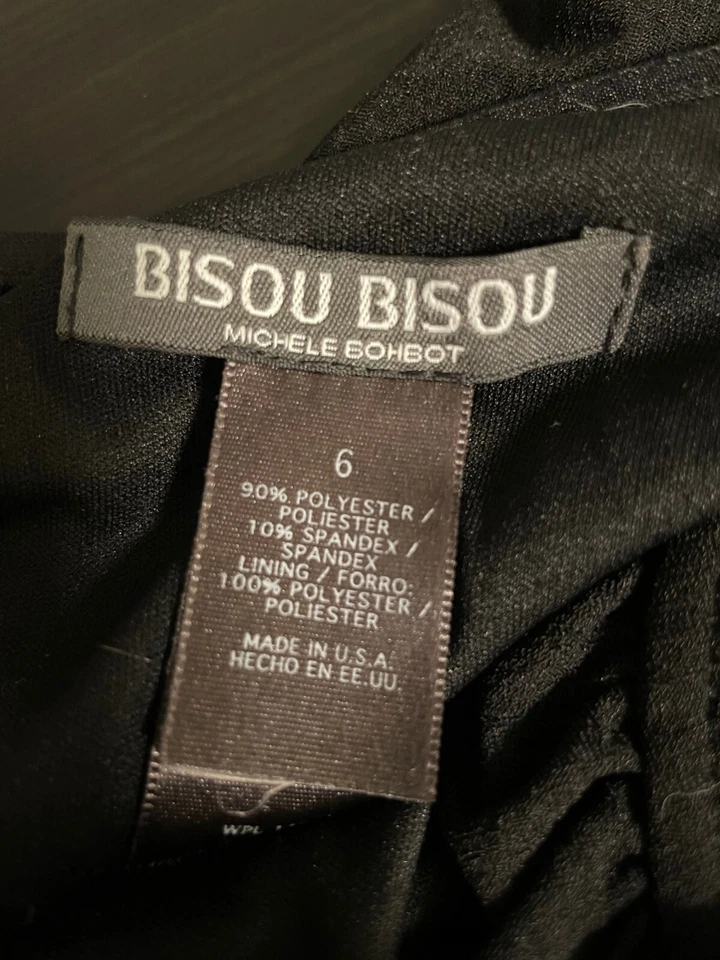 BISOU BISOU
MICHELE BOHBOT
6
90% POLYESTER /
POLIESTER
10% SPANDEX /
SPANDEX
LINING / FORRO:
100% POLYESTER /
POLIESTER
MADE IN U.S.A.
HECHO EN EE.UU.
WPL